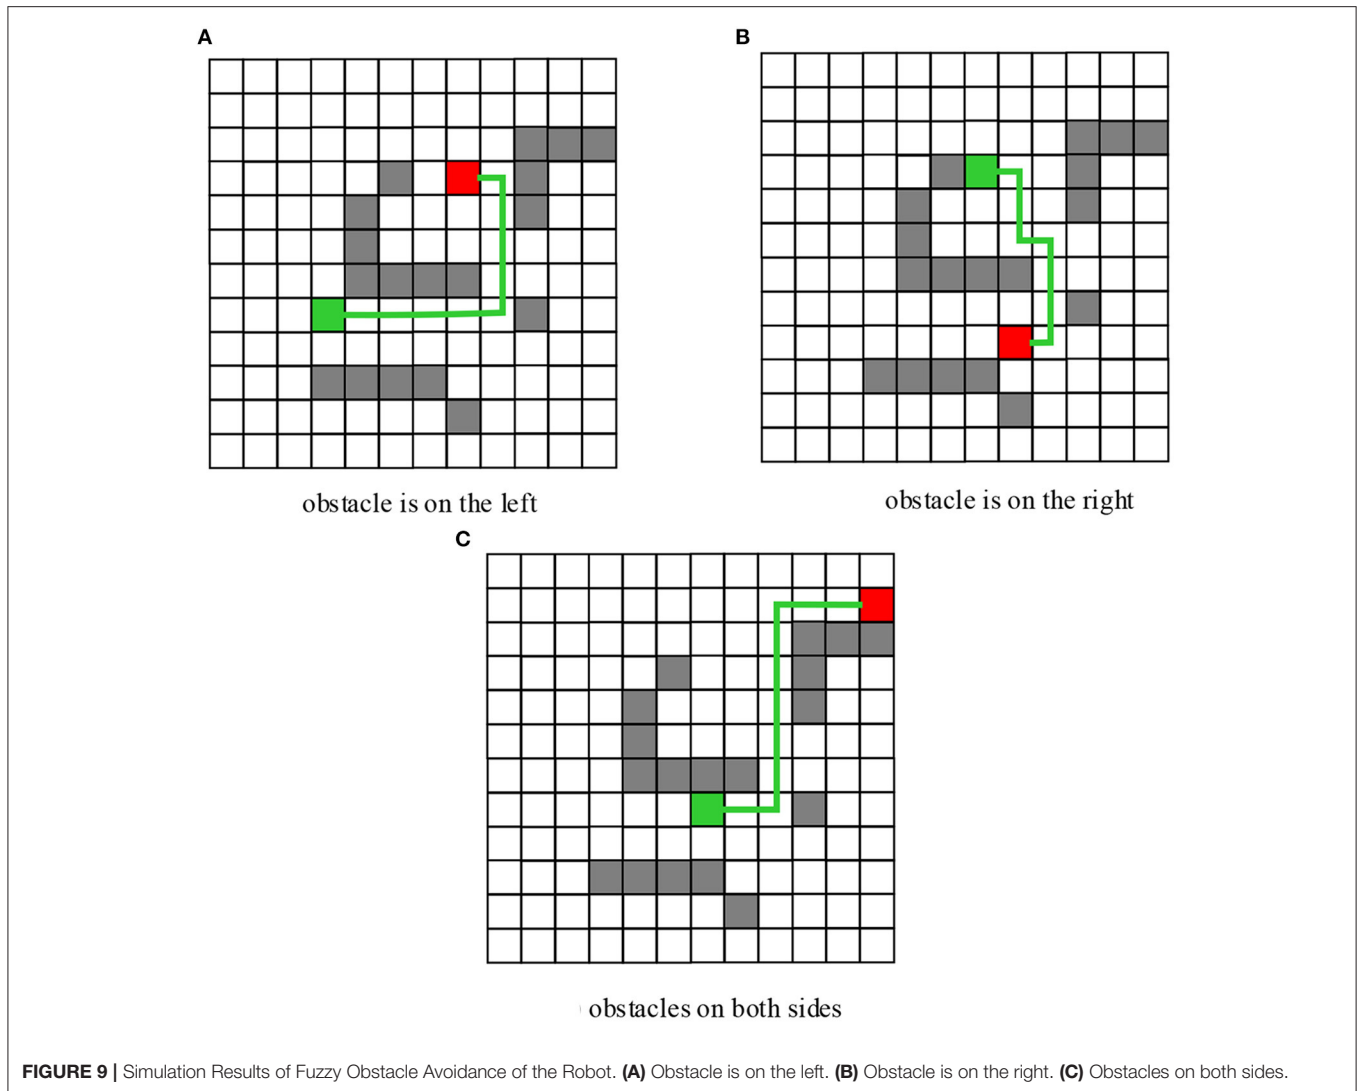 A
B
obstacle is on the left
obstacle is on the right
C
obstacles on both sides
FIGURE 9 | Simulation Results of Fuzzy Obstacle Avoidance of the Robot. (A) Obstacle is on the left. (B) Obstacle is on the right. (C) Obstacles on both sides.